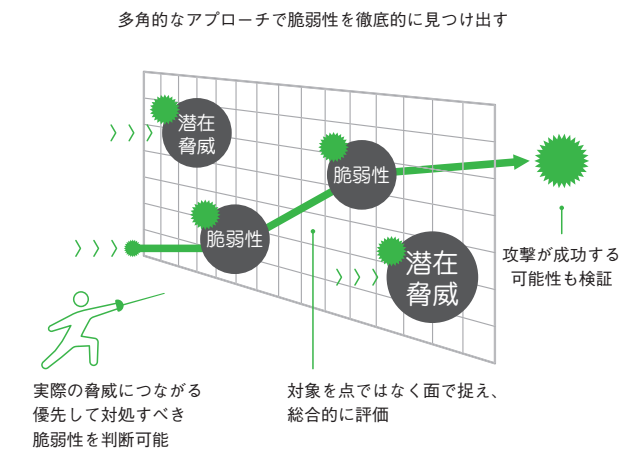 多角的なアプローチで脆弱性を徹底的に見つけ出す
潜在
脅威
脆弱性
脆弱性
潜在
脅威
攻撃が成功する
可能性も検証
実際の脅威につながる
優先して対処すべき
脆弱性を判断可能
対象を点ではなく面で捉え、
総合的に評価